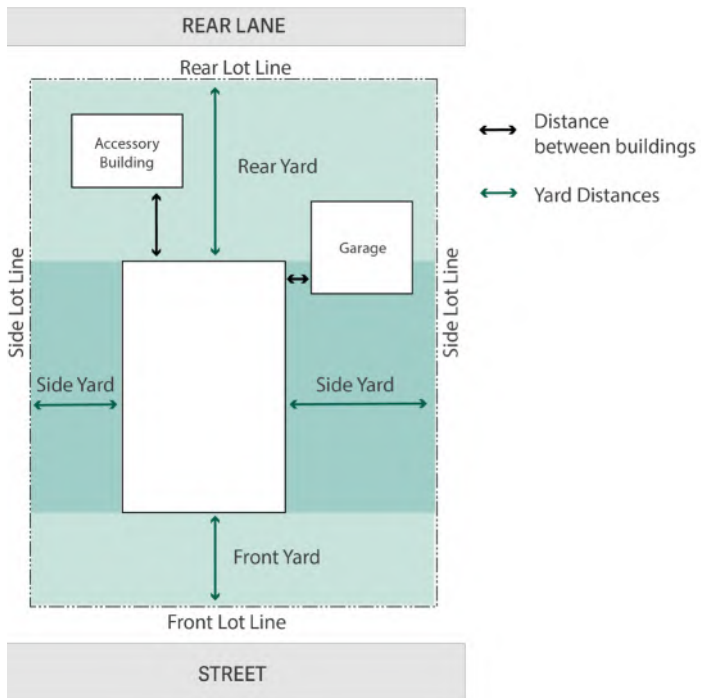 REAR LANE
Rear Lot Line
Accessory
Building
Rear Yard
Garage
Side Lot Line
Side Lot Line
Side Yard
Side Yard
Front Yard
Front Lot Line
STREET
Distance
between buildings
Yard Distances